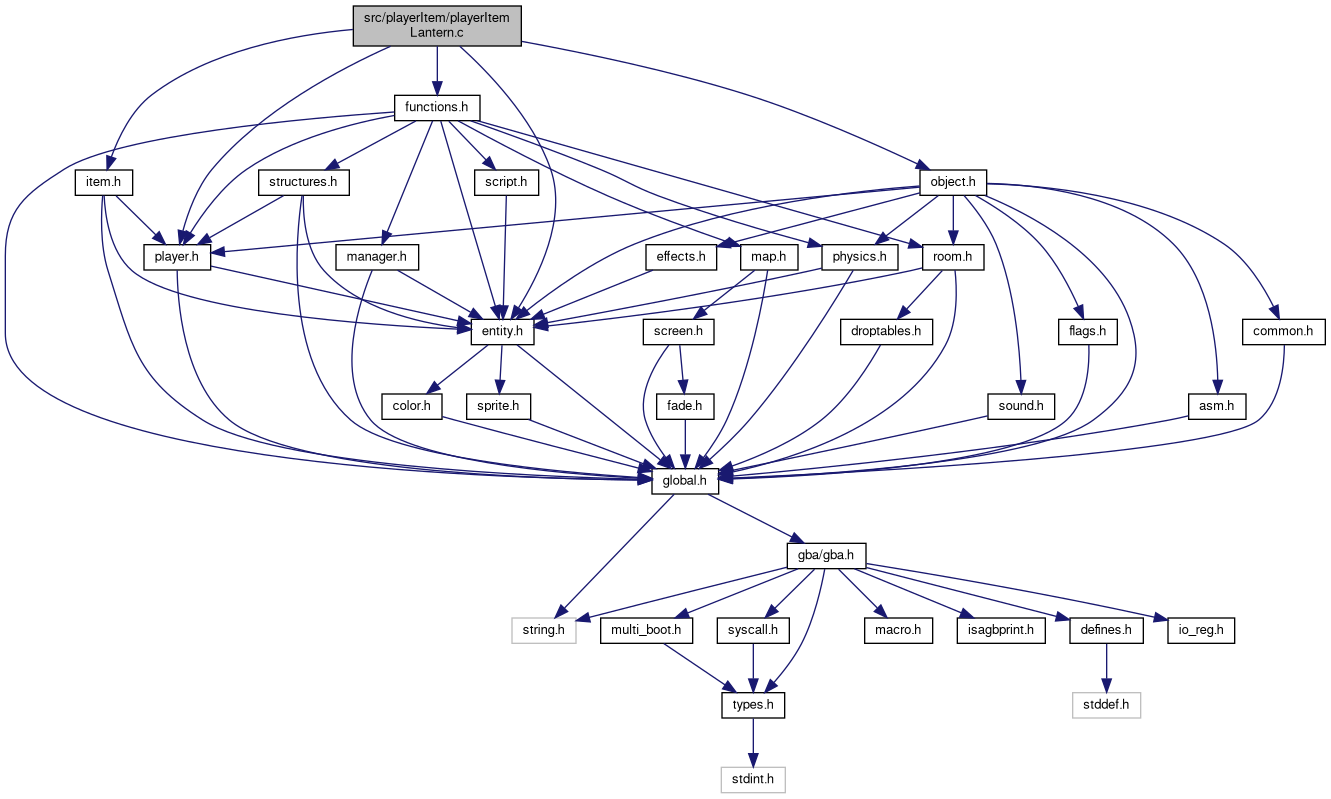 src/playerItem/playerItem
Lantern.c
functions.h
item.h
structures.h
script.h
object.h
player.h
manager.h
effects.h
map.h
physics.h
room.h
entity.h
screen.h
droptables.h
flags.h
common.h
color.h
sprite.h
fade.h
sound.h
asm.h
global.h
gba/gba.h
string.h
multi_boot.h
syscall.h
macro.h
isagbprint.h
defines.h
io_reg.h
types.h
stddef.h
stdint.h